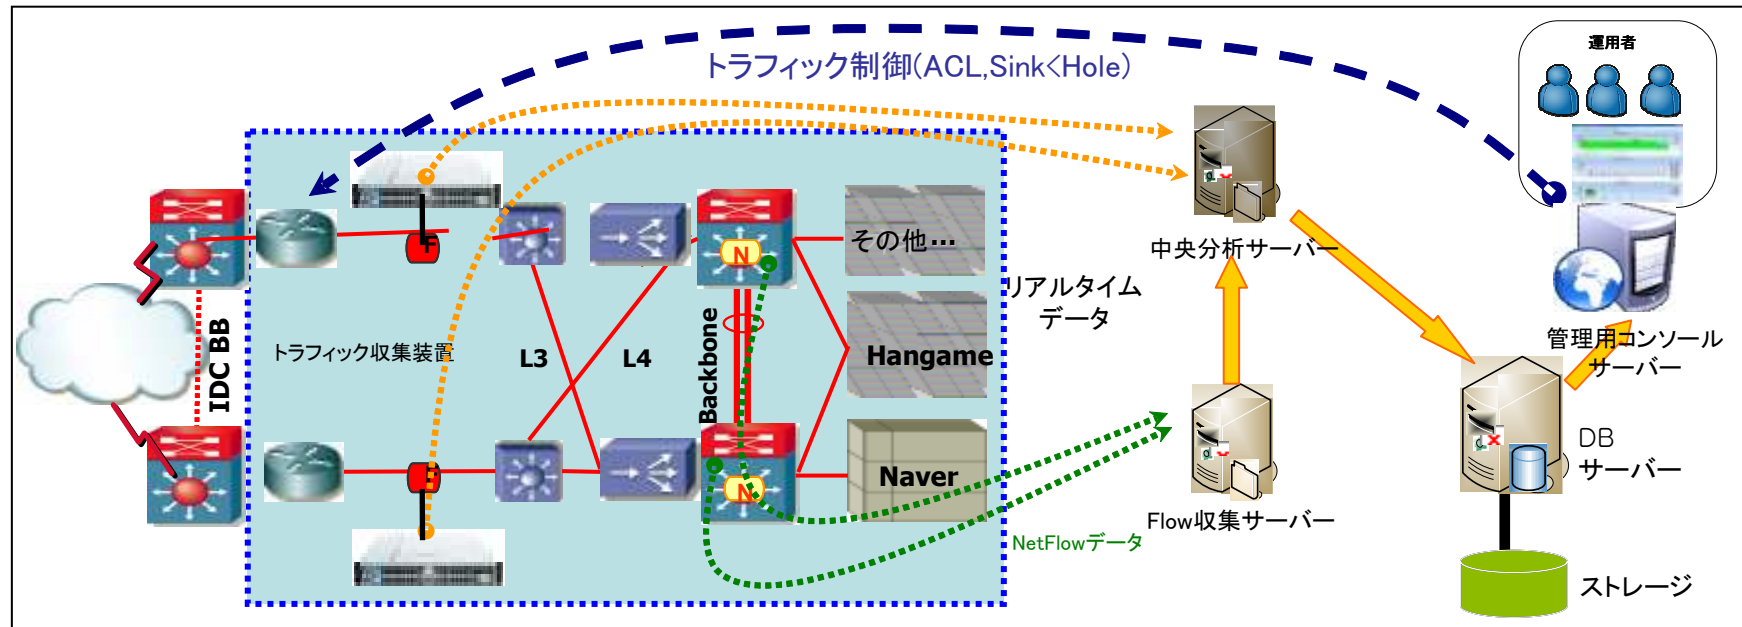 トラフィック制御(ACL,Sink<Hole)
運用者
F
その他…
N
中央分析サーバー
リアルタイム
データ
管理用コンソール
サーバー
IDC BB
トラフィック収集装置
L3
L4
Backbone
Hangame
N
Naver
DB
サーバー
Flow収集サーバー
NetFlowデータ
ストレージ